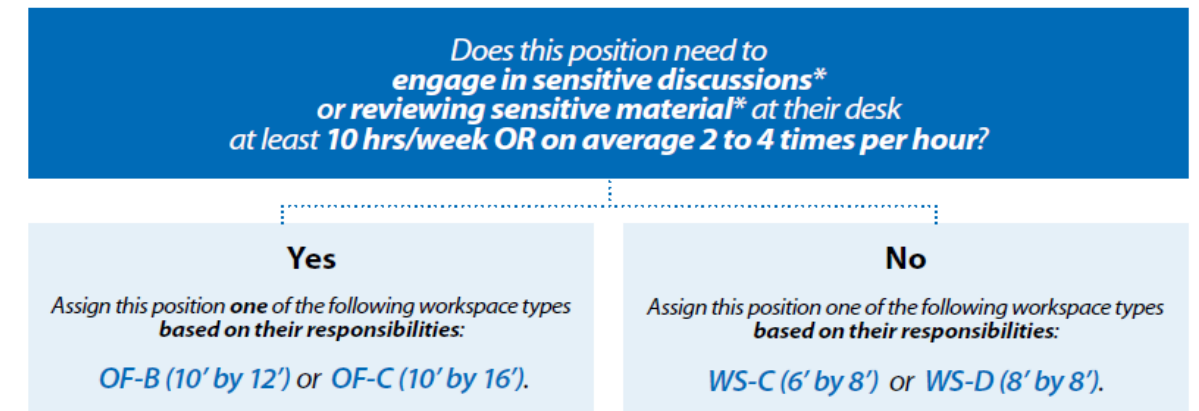 Does this position need to
engage in sensitive discussions*
or reviewing sensitive material* at their desk
at least 10 hrs/week OR on average 2 to 4 times per hour?
Yes
Assign this position one of the following workspace types
based on their responsibilities:
OF-B (10’ by 12’) or OF-C (10’ by 16’).
No
Assign this position one of the following workspace types
based on their responsibilities:
WS-C (6’ by 8’) or WS-D (8’ by 8’).